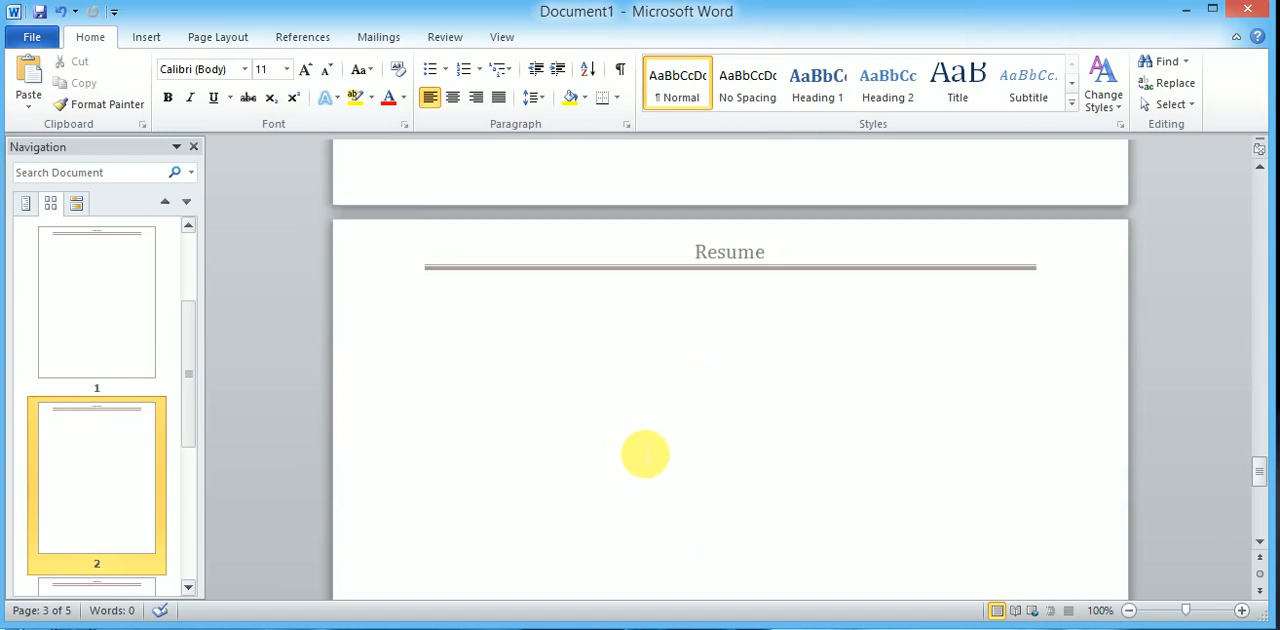 Document1 - Microsoft Word
File Home Insert Page Layout References Mailings Review View
Paste
Cut
Copy
Format Painter
Clipboard
Calibri (Body) 11
Font
Paragraph
AaBbCcDc ¶ Normal
AaBbCcDc No Spacing
AaBbC Heading 1
AaBbCc Heading 2
AaB Title
AaBbCc. Subtitle
Change Styles
Styles
Find
Replace
Select
Editing
Navigation
Search Document
1
2
Resume
Page: 3 of 5 Words: 0 100%